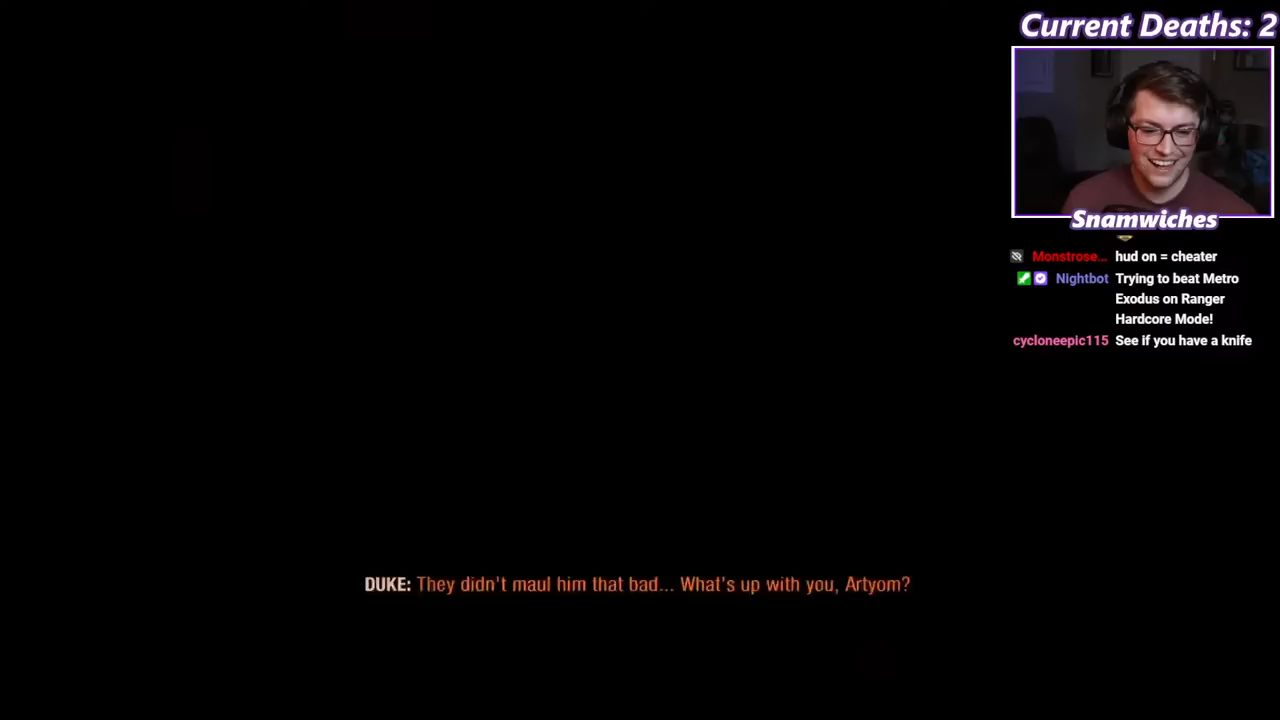 Current Deaths: 2
Snamwiches
Monstrose... hud on = cheater
Nightbot Trying to beat Metro
Exodus on Ranger
Hardcore Mode!
cycloneepic115 See if you have a knife
DUKE: They didn't maul him that bad... What's up with you, Artyom?